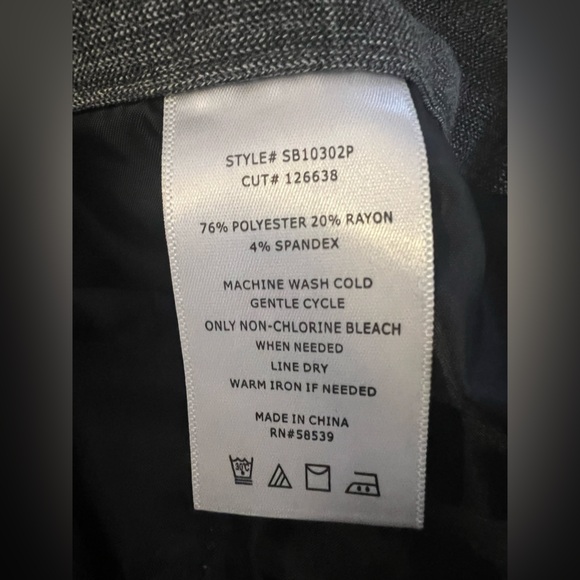 STYLE# SB10302P
CUT# 126638
76% POLYESTER 20% RAYON
4% SPANDEX
MACHINE WASH COLD
GENTLE CYCLE
ONLY NON-CHLORINE BLEACH
WHEN NEEDED
LINE DRY
WARM IRON IF NEEDED
MADE IN CHINA
RN#58539
30°C